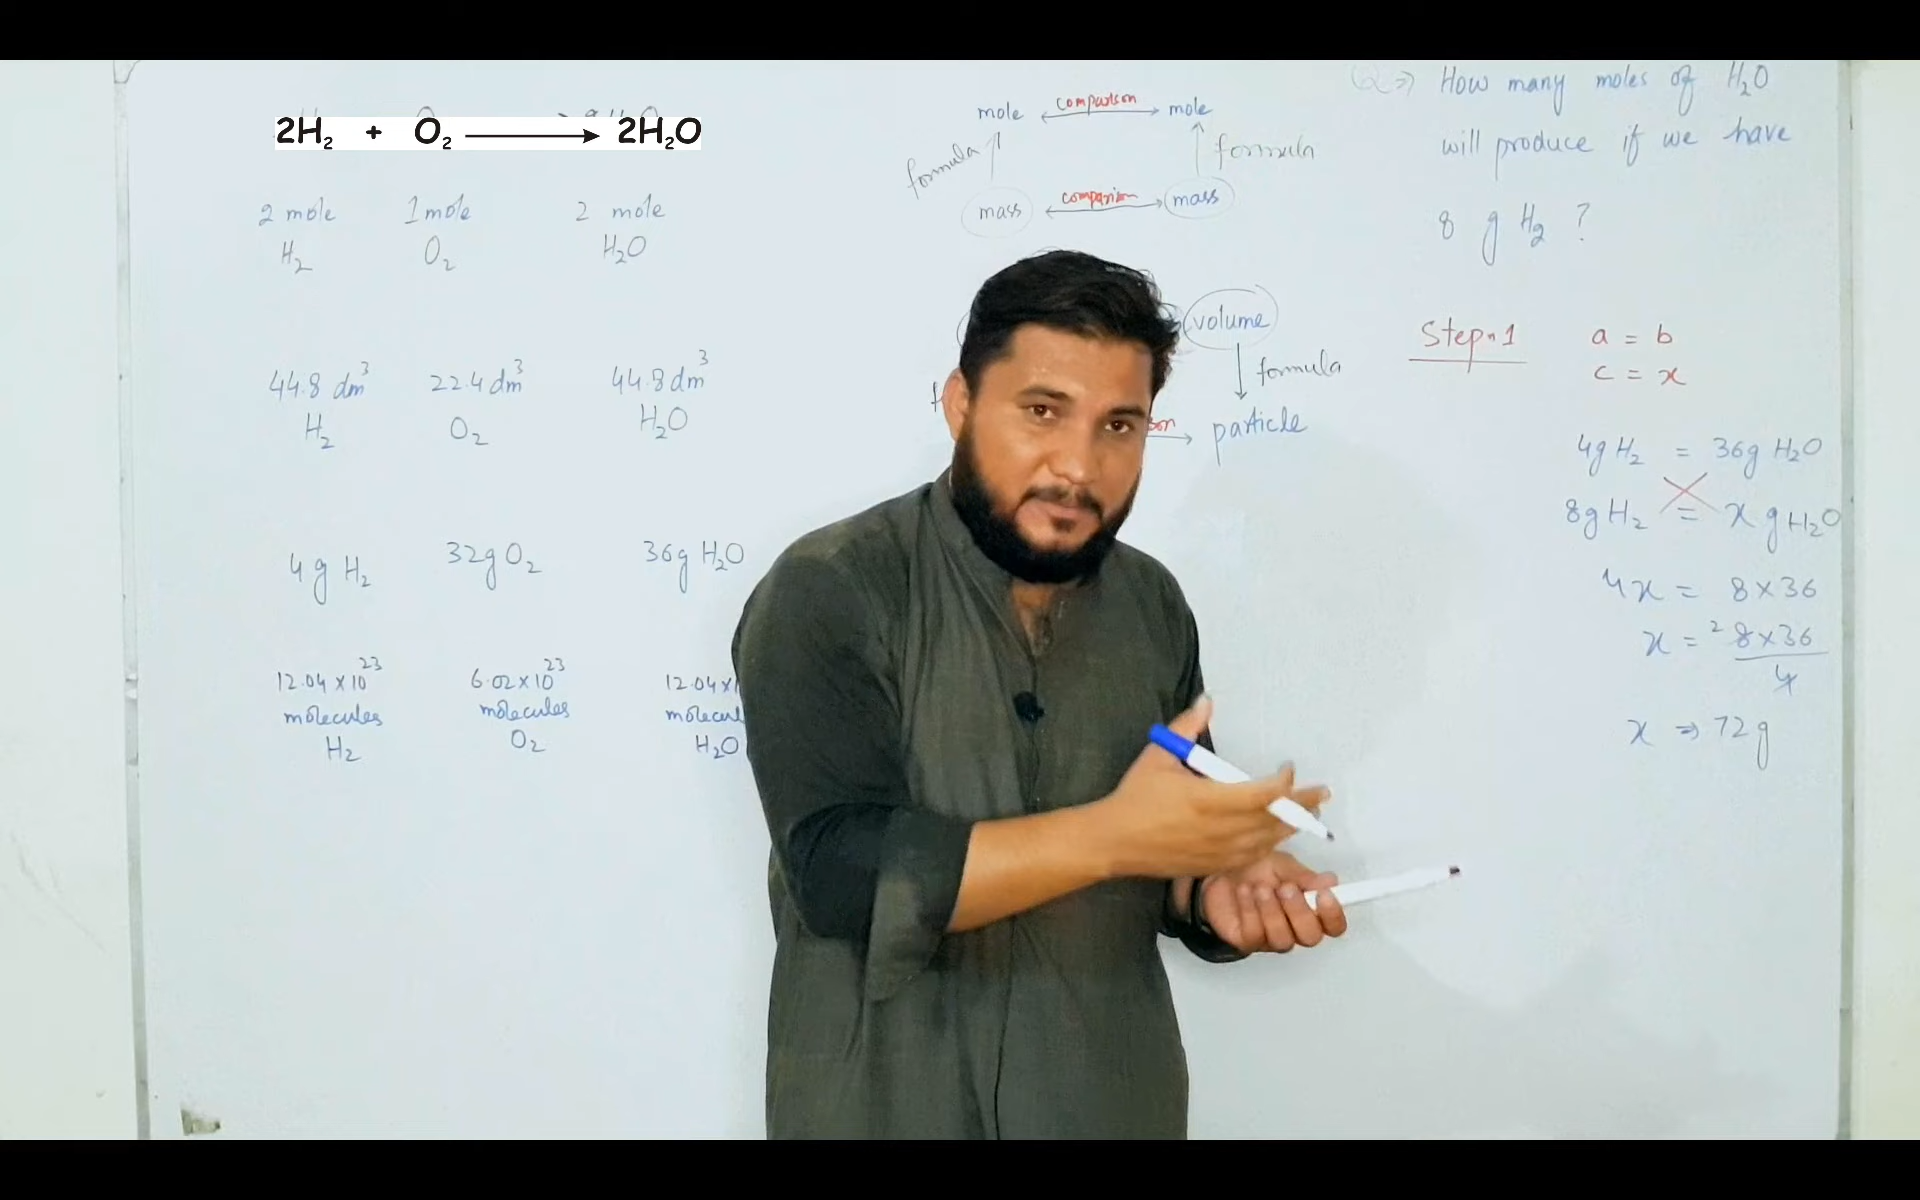 2H₂ + O₂ ⟶ 2H₂O
2 mole 1 mole 2 mole
H₂ O₂ H₂O
44.8 dm³ 22.4 dm³ 44.8 dm³
H₂ O₂ H₂O
4 g H₂ 32g O₂ 36g H₂O
12.04 × 10²³ 6.02 × 10²³ 12.04 ×
molecules molecules molecul
H₂ O₂ H₂O
mole ⟷ comparison mole
formula formula
mass ⟷ comparison mass
volume
formula
particle
Q ⇒ How many moles of H₂O
will produce if we have
8 g H₂ ?
Step-1 a = b
c = x
4g H₂ = 36g H₂O
8g H₂ = x g H₂O
4x = 8 × 36
x = ² 8 × 36
4
x ⇒ 72 g